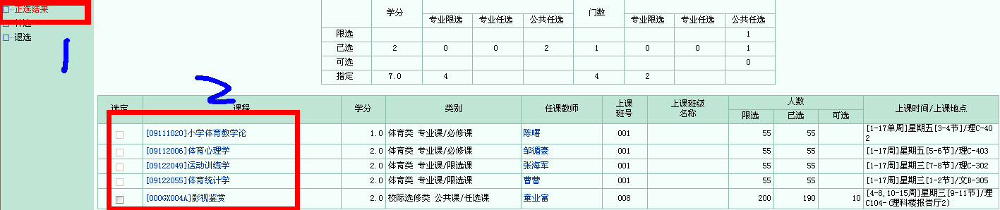 正选结果
退选
学分 门数
专业限选 专业任选 公共任选 专业限选 专业任选 公共任选
限选 1
已选 2 0 0 2 1 0 0 1
可选 0
指定 7.0 4 4 2
1
2
选定 课程 学分 类别 任课教师 上课班号 上课班级名称 人数 上课时间/上课地点
限选 已选 可选
[09111020]小学体育教学论 1.0 体育类 专业课/必修课 陈曙 001 55 55 [1-17单周]星期五[3-4节]/理C-402
[09112006]体育心理学 2.0 体育类 专业课/必修课 邹循豪 001 55 55 [1-17周]星期五[5-6节]/理C-403
[09122049]运动训练学 2.0 体育类 专业课/限选课 张海军 001 55 55 [1-17周]星期三[7-8节]/理C-302
[09122055]体育统计学 2.0 体育类 专业课/限选课 曹蕾 001 55 55 [1-17周]星期三[1-2节]/文B-305
[000GX004A]影视鉴赏 2.0 校际选修类 公共课/任选课 童业富 008 200 190 10 [4-8,10-15周]星期三[9-11节]/理C104-(理科楼报告厅2)